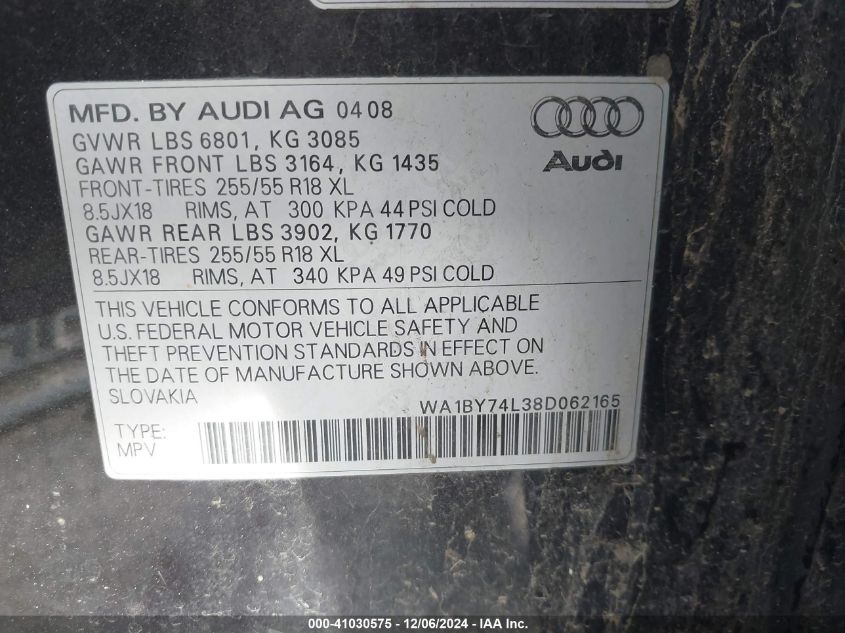 MFD. BY AUDI AG 04 08
GVWR LBS 6801, KG 3085
GAWR FRONT LBS 3164, KG 1435
FRONT-TIRES 255/55 R18 XL
8.5JX18 RIMS, AT 300 KPA 44 PSI COLD
GAWR REAR LBS 3902, KG 1770
REAR-TIRES 255/55 R18 XL
8.5JX18 RIMS, AT 340 KPA 49 PSI COLD
Audi
THIS VEHICLE CONFORMS TO ALL APPLICABLE
U.S. FEDERAL MOTOR VEHICLE SAFETY AND
THEFT PREVENTION STANDARDS IN EFFECT ON
THE DATE OF MANUFACTURE SHOWN ABOVE.
SLOVAKIA WA1BY74L38D062165
TYPE:
MPV
000-41030575 - 12/06/2024 - IAAI.COM